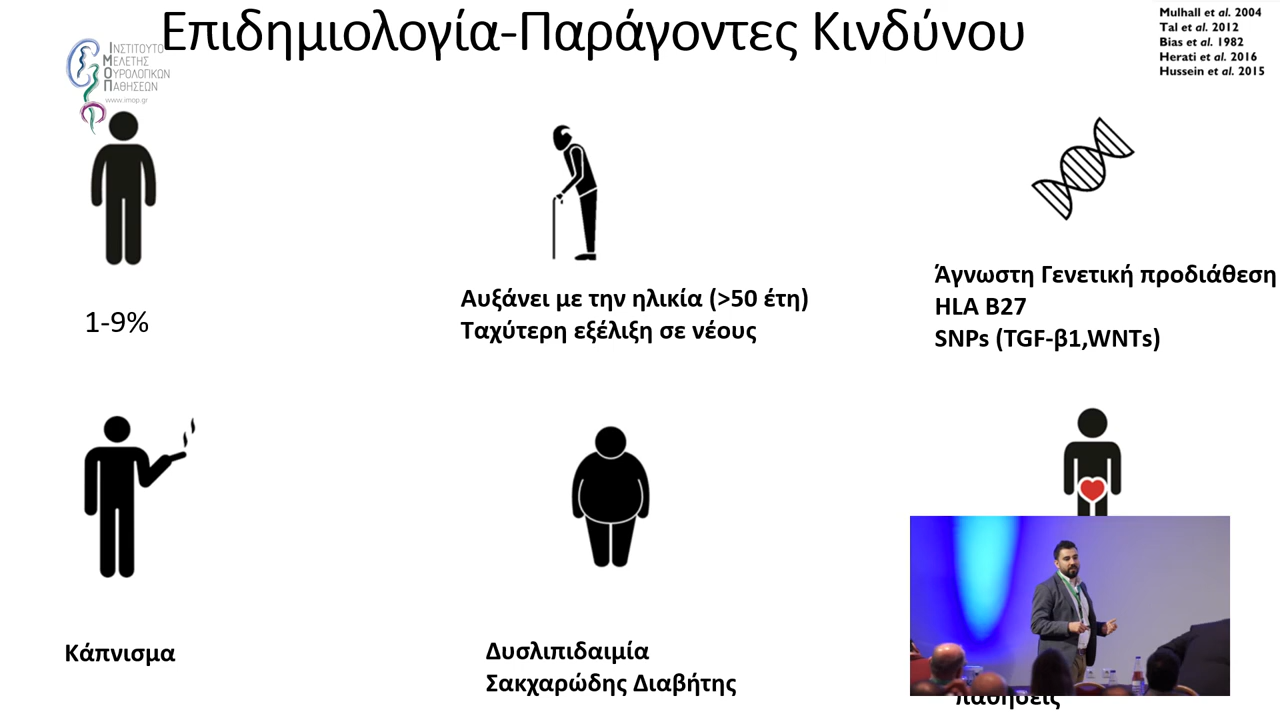 Επιδημιολογία-Παράγοντες Κινδύνου
Mulhall et al. 2004
Tal et al. 2012
Bias et al. 1982
Herati et al. 2016
Hussein et al. 2015
ΙΝΣΤΙΤΟΥΤΟ
ΜΕΛΕΤΗΣ
ΟΥΡΟΛΟΓΙΚΩΝ
ΠΑΘΗΣΕΩΝ
www.imop.gr
1-9%
Αυξάνει με την ηλικία (>50 έτη)
Ταχύτερη εξέλιξη σε νέους
Άγνωστη Γενετική προδιάθεση
HLA B27
SNPs (TGF-β1,WNTs)
Κάπνισμα
Δυσλιπιδαιμία
Σακχαρώδης Διαβήτης
παθήσεις